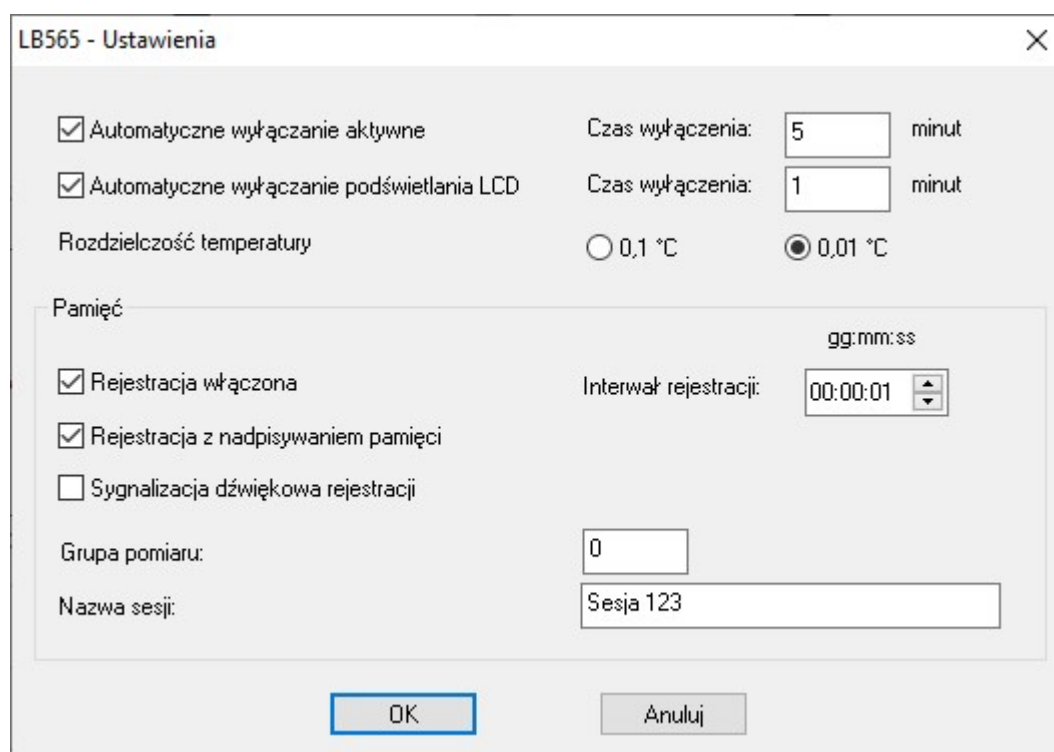 LB565 - Ustawienia
Automatyczne wyłączanie aktywne Czas wyłączenia: 5 minut
Automatyczne wyłączanie podświetlania LCD Czas wyłączenia: 1 minut
Rozdzielczość temperatury 0,1 °C 0,01 °C
Pamięć
gg:mm:ss
Rejestracja włączona Interwał rejestracji: 00:00:01
Rejestracja z nadpisywaniem pamięci
Sygnalizacja dźwiękowa rejestracji
Grupa pomiaru: 0
Nazwa sesji: Sesja 123
OK Anuluj